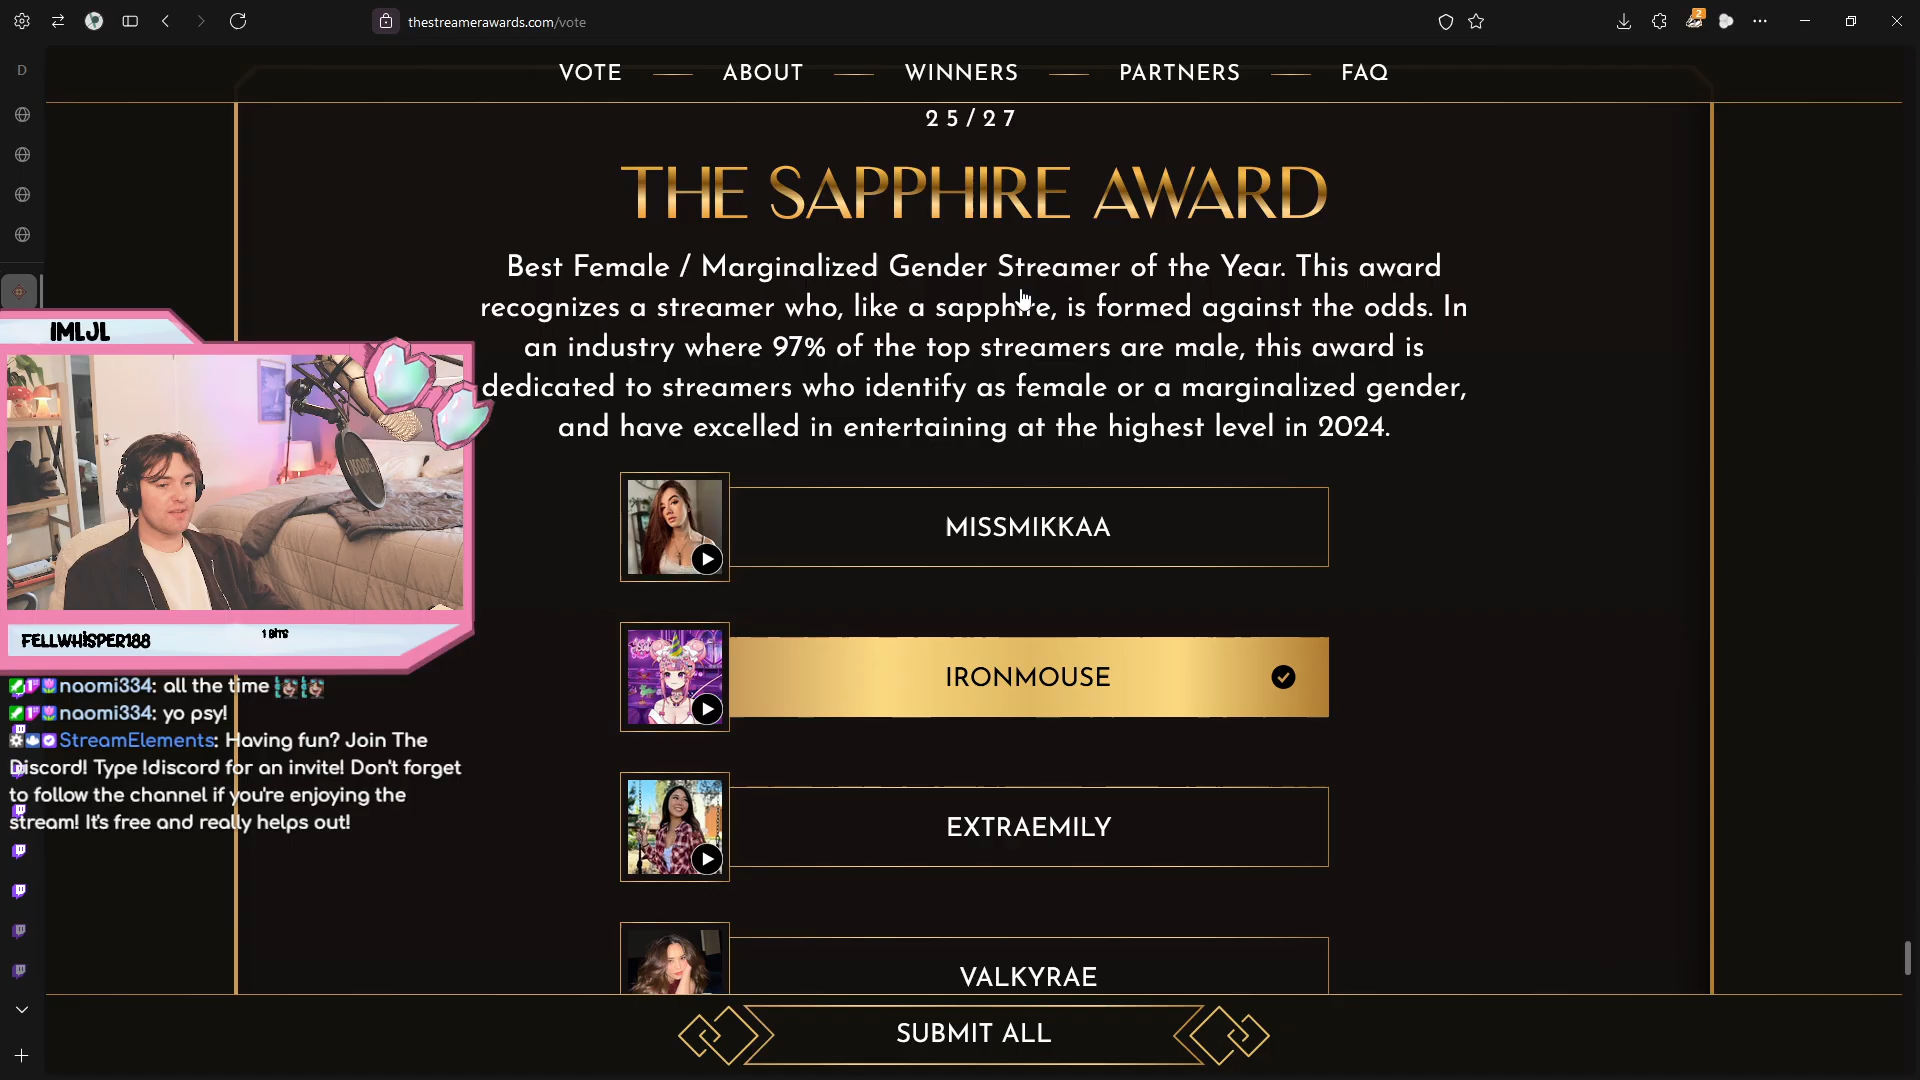 thestreamerawards.com/vote
2
D
VOTE
ABOUT
WINNERS
PARTNERS
FAQ
25/27
THE SAPPHIRE AWARD
Best Female / Marginalized Gender Streamer of the Year. This award
recognizes a streamer who, like a sapphire, is formed against the odds. In
an industry where 97% of the top streamers are male, this award is
dedicated to streamers who identify as female or a marginalized gender,
and have excelled in entertaining at the highest level in 2024.
IMLJL
RODE
FELLWHISPER188
1 BITS
naomi334: all the time
naomi334: yo psy!
StreamElements: Having fun? Join The
Discord! Type !discord for an invite! Don't forget
to follow the channel if you're enjoying the
stream! It's free and really helps out!
MISSMIKKAA
IRONMOUSE
EXTRAEMILY
VALKYRAE
SUBMIT ALL